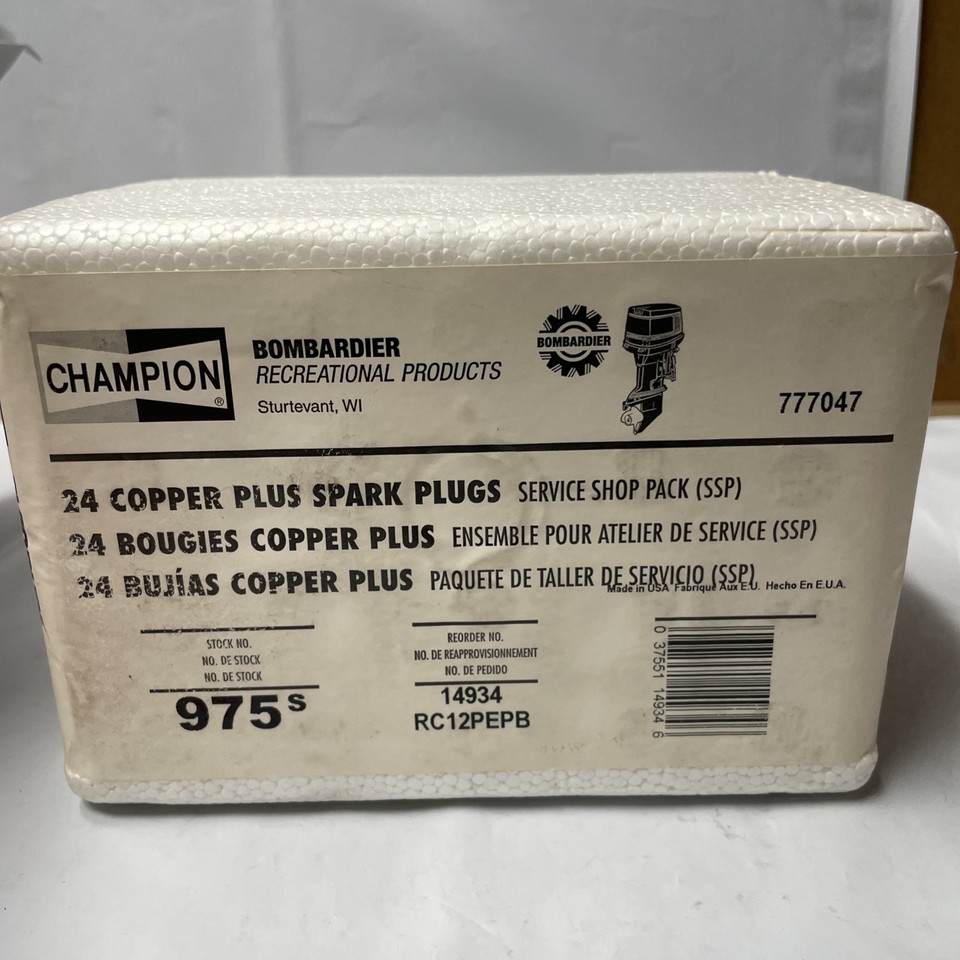 CHAMPION®
BOMBARDIER
RECREATIONAL PRODUCTS
Sturtevant, WI
BOMBARDIER
777047
24 COPPER PLUS SPARK PLUGS SERVICE SHOP PACK (SSP)
24 BOUGIES COPPER PLUS ENSEMBLE POUR ATELIER DE SERVICE (SSP)
24 BUJÍAS COPPER PLUS PAQUETE DE TALLER DE SERVICIO (SSP)
Made in USA Fabriqué Aux E.U. Hecho En E.U.A.
STOCK NO.
NO. DE STOCK
NO. DE STOCK
975 S
REORDER NO.
NO. DE REAPPROVISIONNEMENT
NO. DE PEDIDO
14934
RC12PEPB
0 37551 14934 6